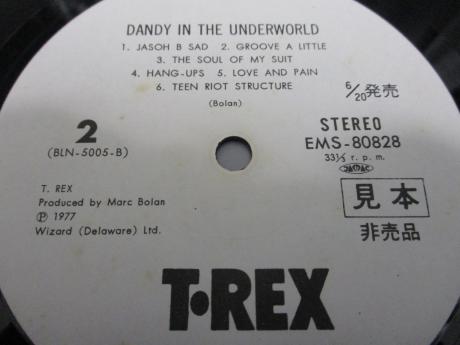 DANDY IN THE UNDERWORLD
1. JASOH B SAD 2. GROOVE A LITTLE
3. THE SOUL OF MY SUIT
4. HANG-UPS 5. LOVE AND PAIN
6. TEEN RIOT STRUCTURE
(Bolan)
6/20発売
2
(BLN-5005-B)
STEREO
EMS-80828
33⅓ r. p. m.
T. REX
Produced by Marc Bolan
Ⓟ 1977
Wizard (Delaware) Ltd.
見本
非売品
T•REX